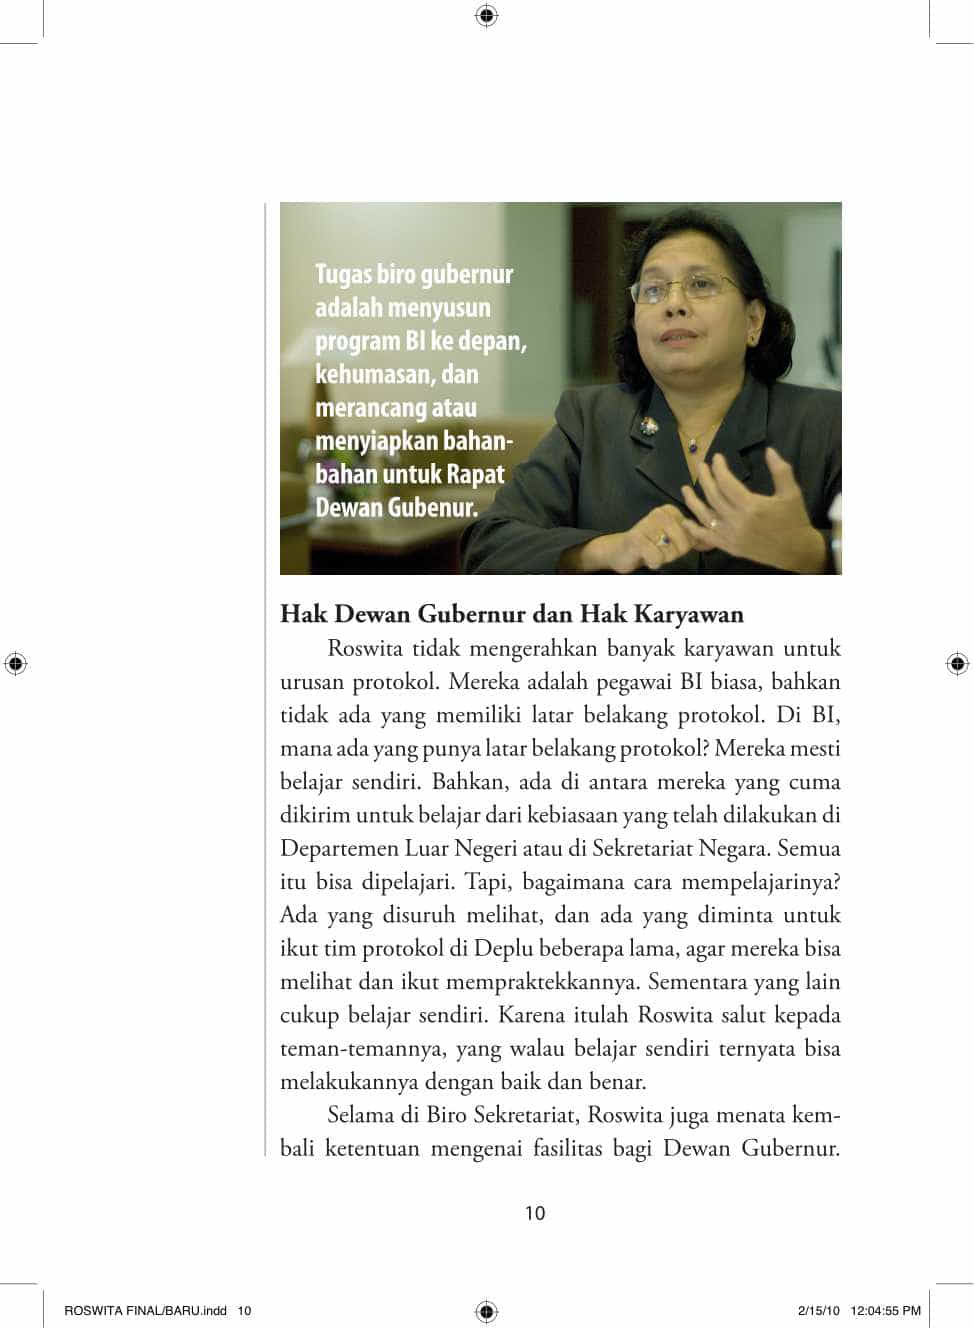 Tugas biro gubernur
adalah menyusun
program BI ke depan,
kehumasan, dan
merancang atau
menyiapkan bahan-
bahan untuk Rapat
Dewan Gubenur.
Hak Dewan Gubernur dan Hak Karyawan
Roswita tidak mengerahkan banyak karyawan untuk
urusan protokol. Mereka adalah pegawai BI biasa, bahkan
tidak ada yang memiliki latar belakang protokol. Di BI,
mana ada yang punya latar belakang protokol? Mereka mesti
belajar sendiri. Bahkan, ada di antara mereka yang cuma
dikirim untuk belajar dari kebiasaan yang telah dilakukan di
Departemen Luar Negeri atau di Sekretariat Negara. Semua
itu bisa dipelajari. Tapi, bagaimana cara mempelajarinya?
Ada yang disuruh melihat, dan ada yang diminta untuk
ikut tim protokol di Deplu beberapa lama, agar mereka bisa
melihat dan ikut mempraktekkannya. Sementara yang lain
cukup belajar sendiri. Karena itulah Roswita salut kepada
teman-temannya, yang walau belajar sendiri ternyata bisa
melakukannya dengan baik dan benar.
Selama di Biro Sekretariat, Roswita juga menata kem-
bali ketentuan mengenai fasilitas bagi Dewan Gubernur.
10
ROSWITA FINAL/BARU.indd 10
2/15/10 12:04:55 PM